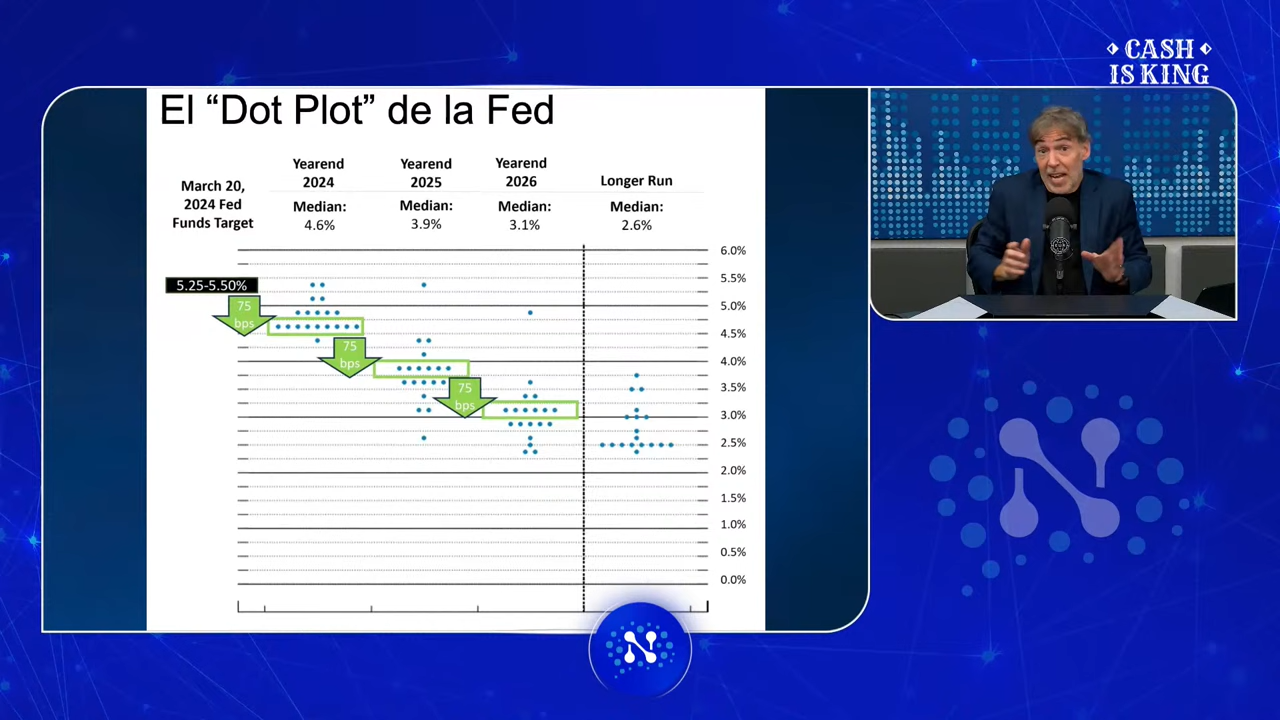 CASH
IS KING
El “Dot Plot” de la Fed
March 20,
2024 Fed
Funds Target
Yearend
2024
Median:
4.6%
Yearend
2025
Median:
3.9%
Yearend
2026
Median:
3.1%
Longer Run
Median:
2.6%
5.25-5.50%
75
bps
75
bps
75
bps
6.0%
5.5%
5.0%
4.5%
4.0%
3.5%
3.0%
2.5%
2.0%
1.5%
1.0%
0.5%
0.0%